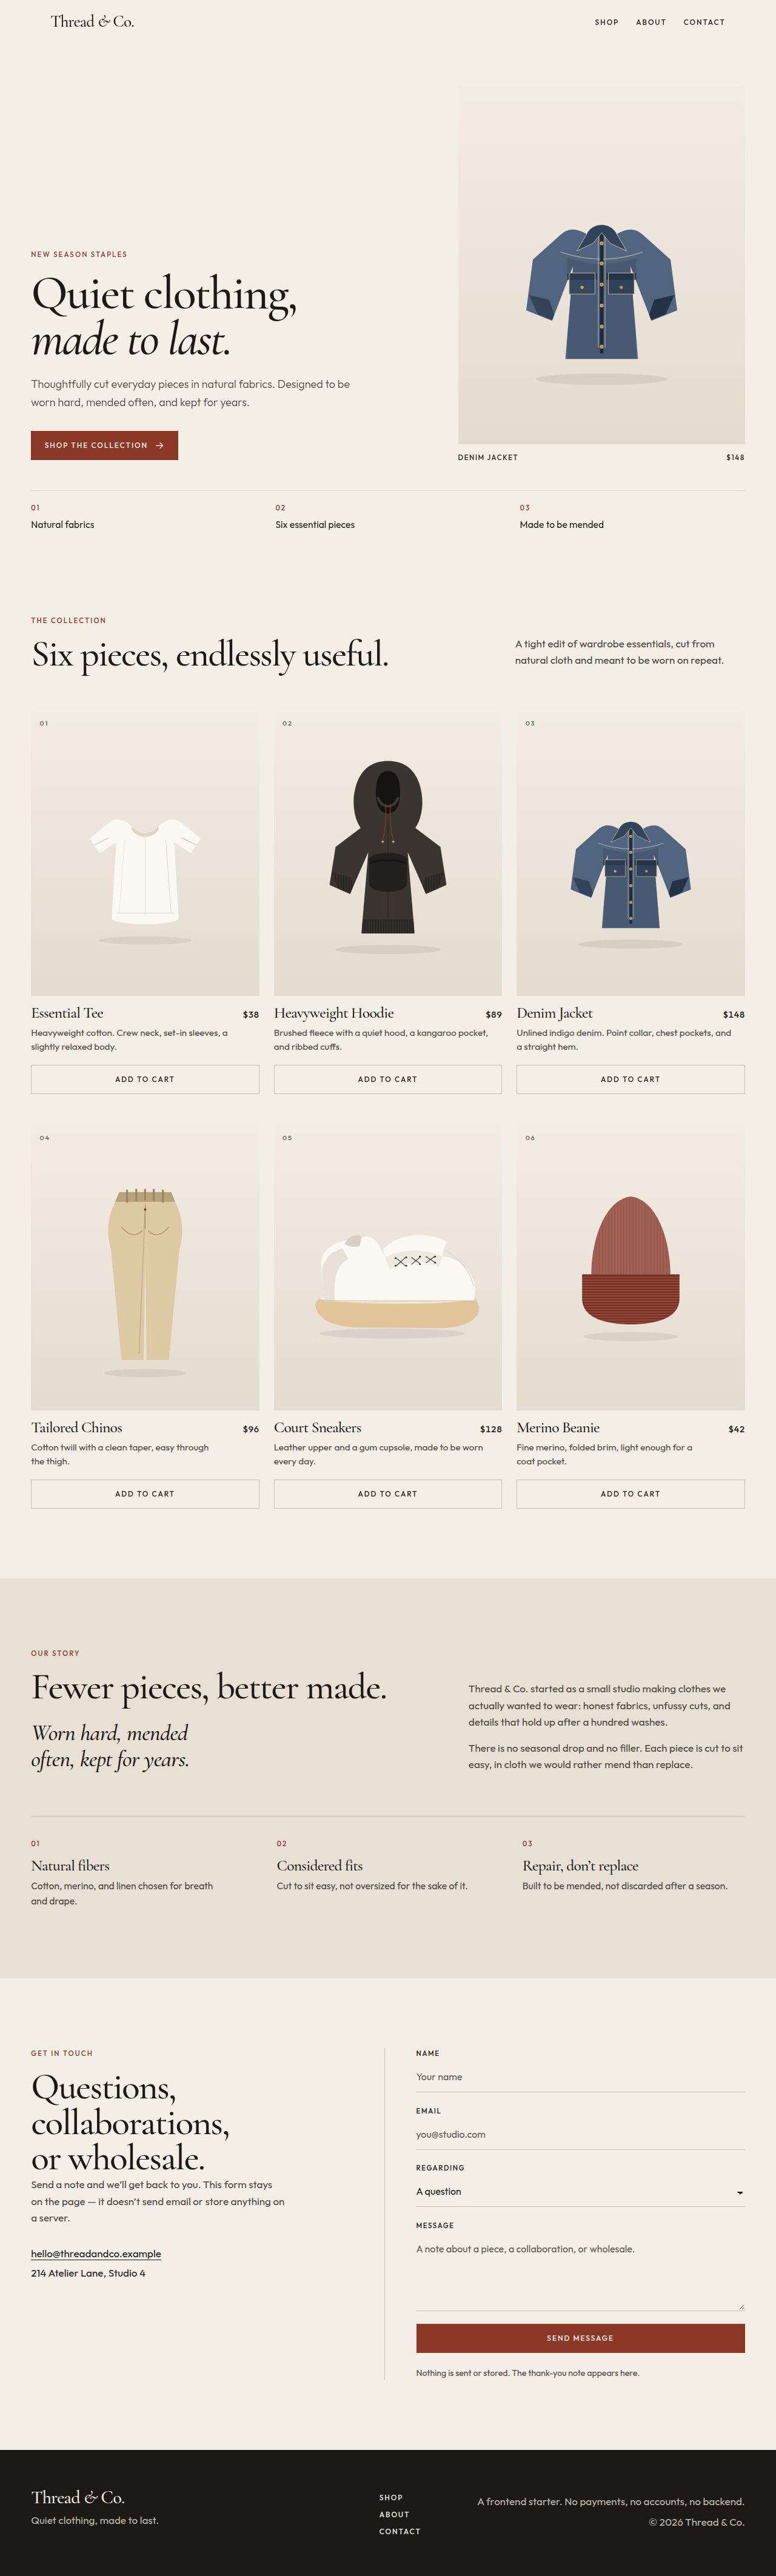 Thread & Co.
SHOP ABOUT CONTACT
NEW SEASON STAPLES
Quiet clothing,
made to last.
Thoughtfully cut everyday pieces in natural fabrics. Designed to be
worn hard, mended often, and kept for years.
SHOP THE COLLECTION →
DENIM JACKET $148
01
Natural fabrics
02
Six essential pieces
03
Made to be mended
THE COLLECTION
Six pieces, endlessly useful.
A tight edit of wardrobe essentials, cut from
natural cloth and meant to be worn on repeat.
01
Essential Tee $38
Heavyweight cotton. Crew neck, set-in sleeves, a
slightly relaxed body.
ADD TO CART
02
Heavyweight Hoodie $89
Brushed fleece with a quiet hood, a kangaroo pocket,
and ribbed cuffs.
ADD TO CART
03
Denim Jacket $148
Unlined indigo denim. Point collar, chest pockets, and
a straight hem.
ADD TO CART
04
Tailored Chinos $96
Cotton twill with a clean taper, easy through
the thigh.
ADD TO CART
05
Court Sneakers $128
Leather upper and a gum cupsole, made to be worn
every day.
ADD TO CART
06
Merino Beanie $42
Fine merino, folded brim, light enough for a
coat pocket.
ADD TO CART
OUR STORY
Fewer pieces, better made.
Worn hard, mended
often, kept for years.
Thread & Co. started as a small studio making clothes we
actually wanted to wear: honest fabrics, unfussy cuts, and
details that hold up after a hundred washes.
There is no seasonal drop and no filler. Each piece is cut to sit
easy, in cloth we would rather mend than replace.
01
Natural fibers
Cotton, merino, and linen chosen for breath
and drape.
02
Considered fits
Cut to sit easy, not oversized for the sake of it.
03
Repair, don’t replace
Built to be mended, not discarded after a season.
GET IN TOUCH
Questions,
collaborations,
or wholesale.
Send a note and we’ll get back to you. This form stays
on the page — it doesn’t send email or store anything on
a server.
hello@threadandco.example
214 Atelier Lane, Studio 4
NAME
Your name
EMAIL
you@studio.com
REGARDING
A question
MESSAGE
A note about a piece, a collaboration, or wholesale.
SEND MESSAGE
Nothing is sent or stored. The thank-you note appears here.
Thread & Co.
Quiet clothing, made to last.
SHOP
ABOUT
CONTACT
A frontend starter. No payments, no accounts, no backend.
© 2026 Thread & Co.